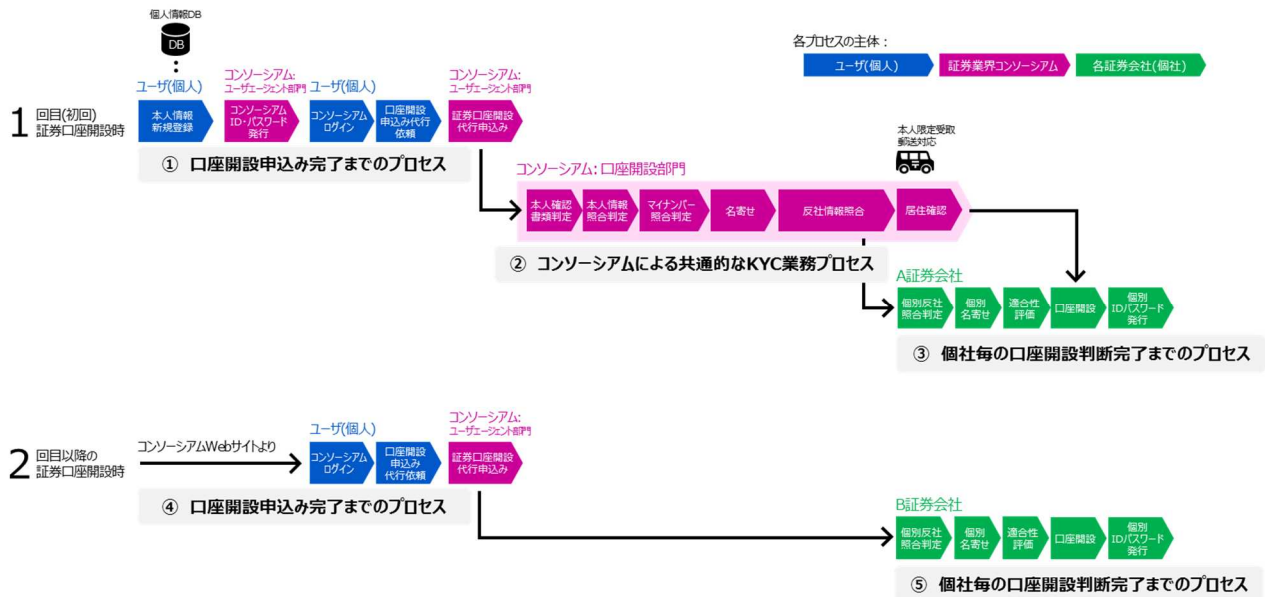 個人情報DB
DB
各プロセスの主体：
ユーザ(個人)
証券業界コンソーシアム
各証券会社(個社)
1
回目(初回)
証券口座開設時
ユーザ(個人)
本人情報
新規登録
コンソーシアム:
ユーザエージェント部門
コンソーシアム
ID・パスワード
発行
ユーザ(個人)
コンソーシアム
ログイン
口座開設
申込み代行
依頼
コンソーシアム:
ユーザエージェント部門
証券口座開設
代行申込み
① 口座開設申込み完了までのプロセス
本人限定受取
郵送対応
コンソーシアム: 口座開設部門
本人確認
書類判定
本人情報
照合判定
マイナンバー
照合判定
名寄せ
反社情報照合
居住確認
② コンソーシアムによる共通的なKYC業務プロセス
A証券会社
個別反社
照合判定
個別
名寄せ
適合性
評価
口座開設
個別
IDパスワード
発行
③ 個社毎の口座開設判断完了までのプロセス
2
回目以降の
証券口座開設時
コンソーシアムWebサイトより
ユーザ(個人)
コンソーシアム
ログイン
口座開設
申込み
代行依頼
コンソーシアム:
ユーザエージェント部門
証券口座開設
代行申込み
④ 口座開設申込み完了までのプロセス
B証券会社
個別反社
照合判定
個別
名寄せ
適合性
評価
口座開設
個別
IDパスワード
発行
⑤ 個社毎の口座開設判断完了までのプロセス